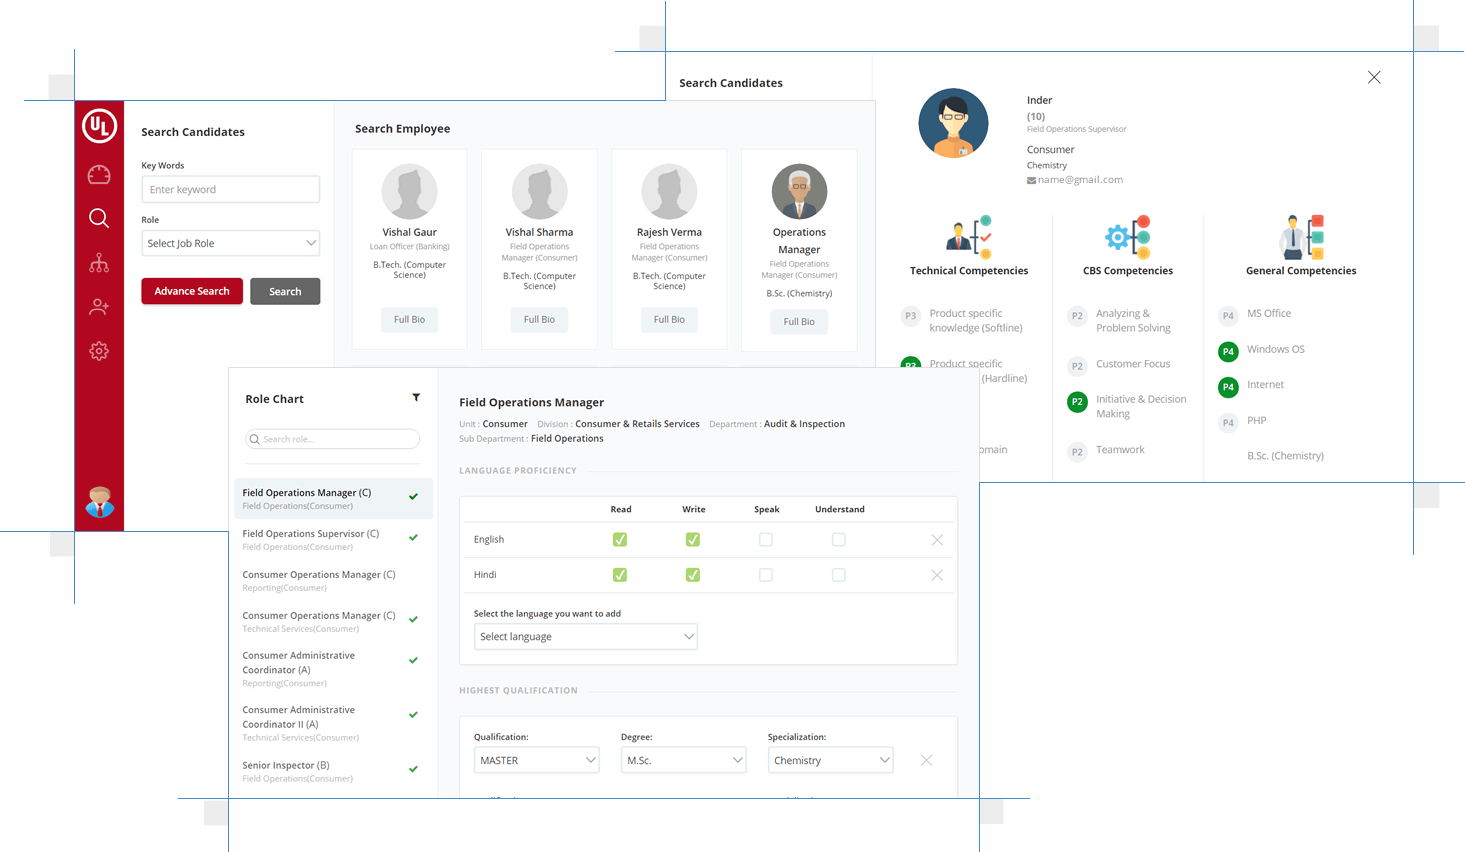 Search Candidates
Inder
(10)
Field Operations Supervisor
Consumer
Chemistry
name@gmail.com
Technical Competencies
P3 Product specific
knowledge (Softline)
Product specific
(Hardline)
omain
CBS Competencies
P2 Analyzing &
Problem Solving
P2 Customer Focus
P2 Initiative & Decision
Making
P2 Teamwork
General Competencies
P4 MS Office
P4 Windows OS
P4 Internet
P4 PHP
B.Sc. (Chemistry)
UL
Search Candidates
Key Words
Enter keyword
Role
Select Job Role
Advance Search
Search
Search Employee
Vishal Gaur
Loan Officer (Banking)
B.Tech. (Computer
Science)
Full Bio
Vishal Sharma
Field Operations
Manager (Consumer)
B.Tech. (Computer
Science)
Full Bio
Rajesh Verma
Field Operations
Manager (Consumer)
B.Tech. (Computer
Science)
Full Bio
Operations
Manager
Field Operations
Manager (Consumer)
B.Sc. (Chemistry)
Full Bio
Role Chart
Search role...
Field Operations Manager (C)
Field Operations(Consumer)
Field Operations Supervisor (C)
Field Operations(Consumer)
Consumer Operations Manager (C)
Reporting(Consumer)
Consumer Operations Manager (C)
Technical Services(Consumer)
Consumer Administrative
Coordinator (A)
Reporting(Consumer)
Consumer Administrative
Coordinator II (A)
Technical Services(Consumer)
Senior Inspector (B)
Field Operations(Consumer)
Field Operations Manager
Unit : Consumer Division : Consumer & Retails Services Department : Audit & Inspection
Sub Department : Field Operations
LANGUAGE PROFICIENCY
Read Write Speak Understand
English
Hindi
Select the language you want to add
Select language
HIGHEST QUALIFICATION
Qualification: Degree: Specialization:
MASTER M.Sc. Chemistry